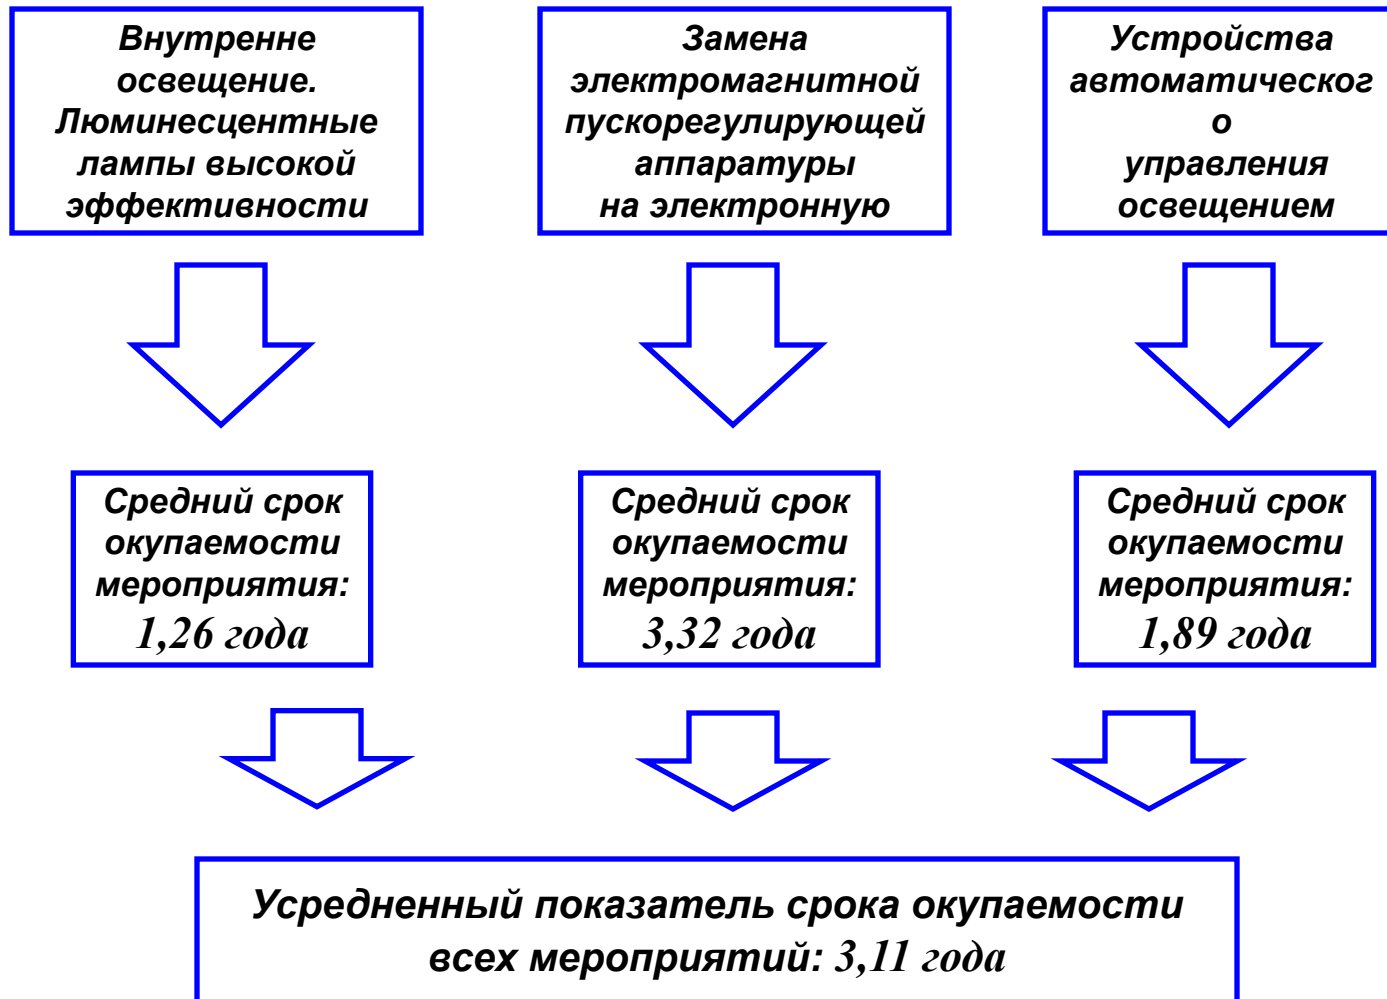 Внутренне
освещение.
Люминесцентные
лампы высокой
эффективности
Замена
электромагнитной
пускорегулирующей
аппаратуры
на электронную
Устройства
автоматическог
о
управления
освещением
Средний срок
окупаемости
мероприятия:
1,26 года
Средний срок
окупаемости
мероприятия:
3,32 года
Средний срок
окупаемости
мероприятия:
1,89 года
Усредненный показатель срока окупаемости
всех мероприятий: 3,11 года